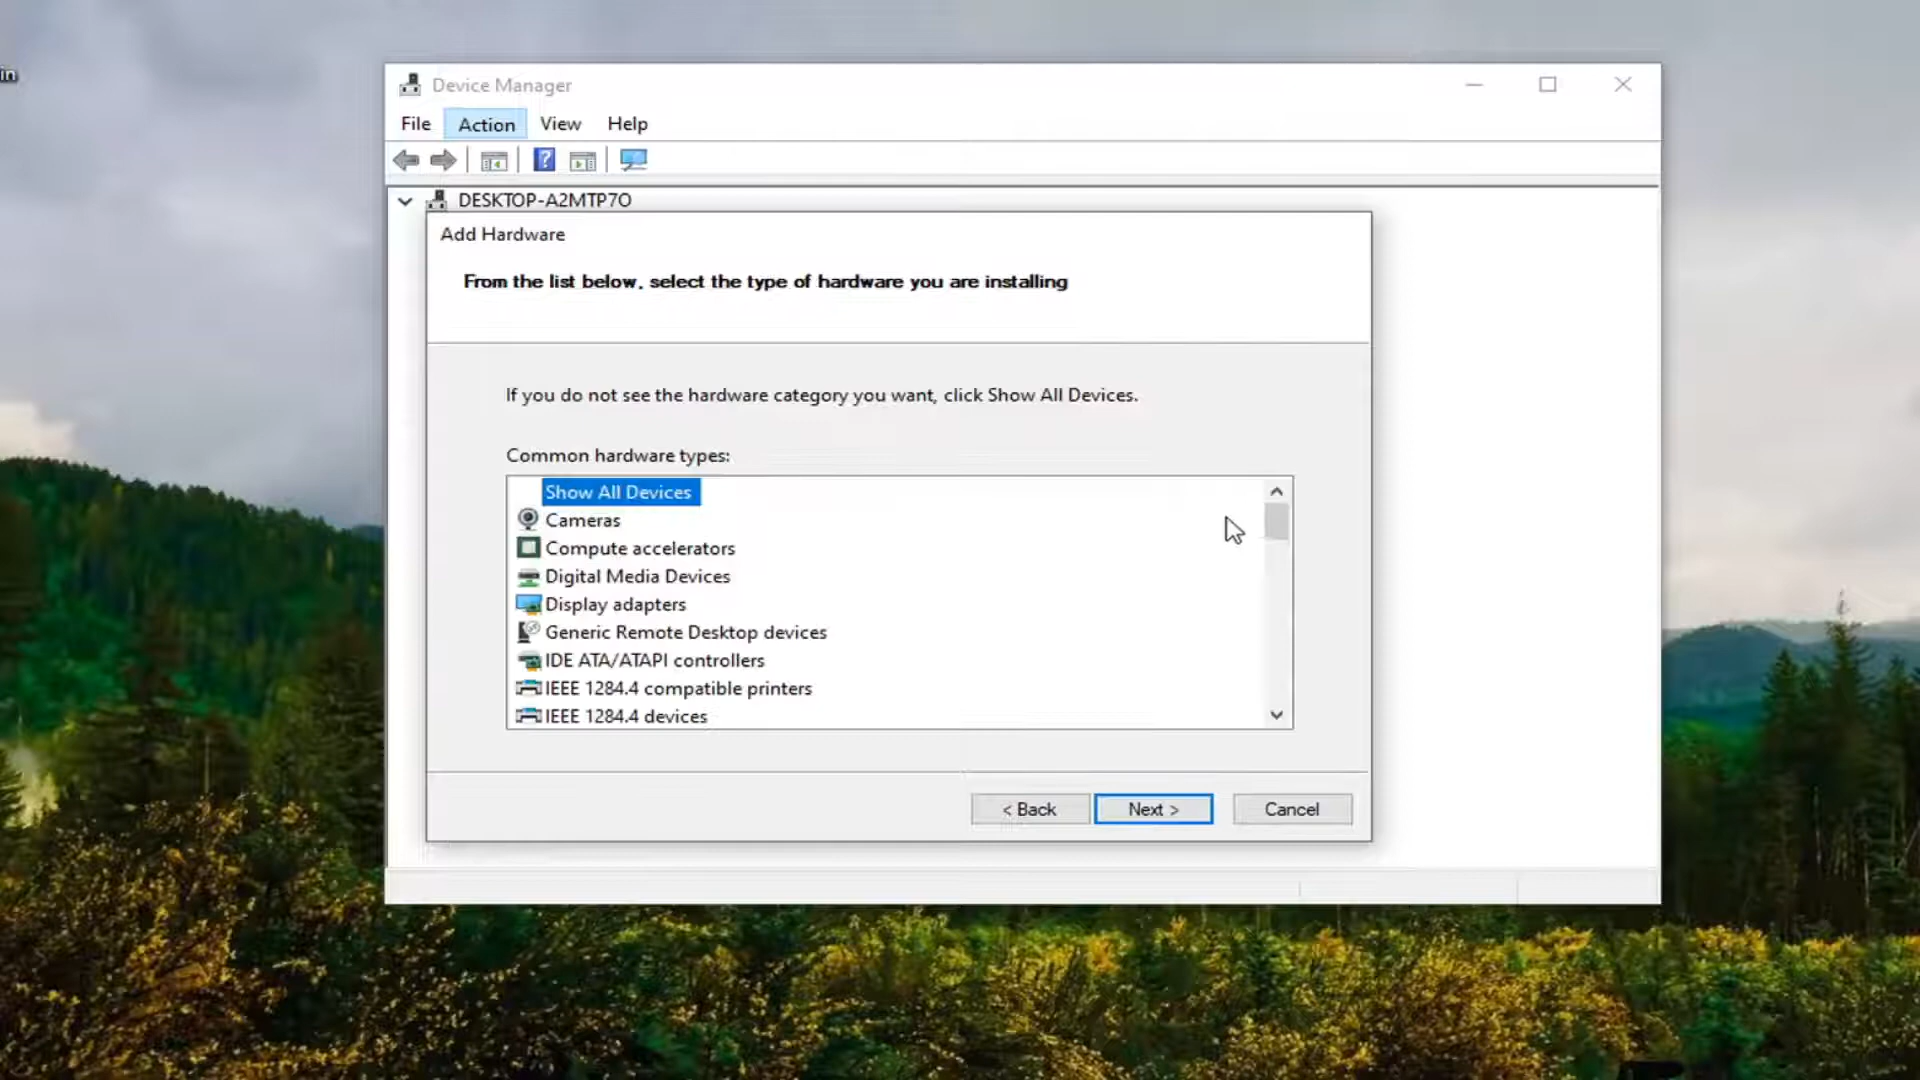 in
Device Manager
File Action View Help
DESKTOP-A2MTP7O
Add Hardware
From the list below, select the type of hardware you are installing
If you do not see the hardware category you want, click Show All Devices.
Common hardware types:
Show All Devices
Cameras
Compute accelerators
Digital Media Devices
Display adapters
Generic Remote Desktop devices
IDE ATA/ATAPI controllers
IEEE 1284.4 compatible printers
IEEE 1284.4 devices
< Back Next > Cancel